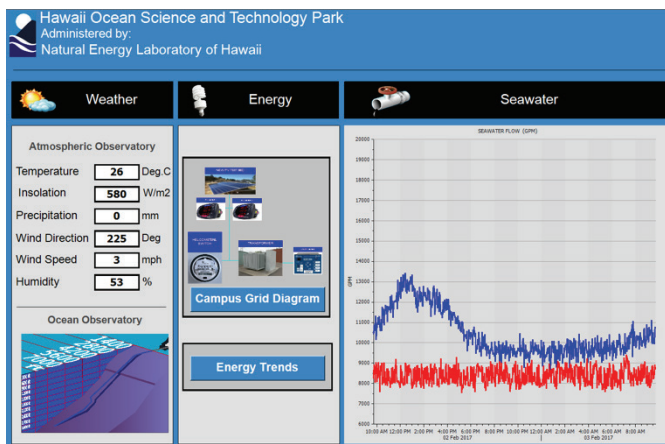 Hawaii Ocean Science and Technology Park
Administered by:
Natural Energy Laboratory of Hawaii
Weather
Energy
Seawater
Atmospheric Observatory
Temperature 26 Deg.C
Insolation 580 W/m2
Precipitation 0 mm
Wind Direction 225 Deg
Wind Speed 3 mph
Humidity 53 %
Ocean Observatory
Campus Grid Diagram
Energy Trends
SEAWATER FLOW (GPM)
20000
19000
18000
17000
16000
15000
14000
13000
12000
11000
10000
9000
8000
7000
6000
GPM
10:00 AM 12:00 PM 2:00 PM 4:00 PM 6:00 PM 8:00 PM 10:00 PM 12:00 AM 2:00 AM 4:00 AM 6:00 AM 8:00 AM
02 Feb 2017 | 03 Feb 2017